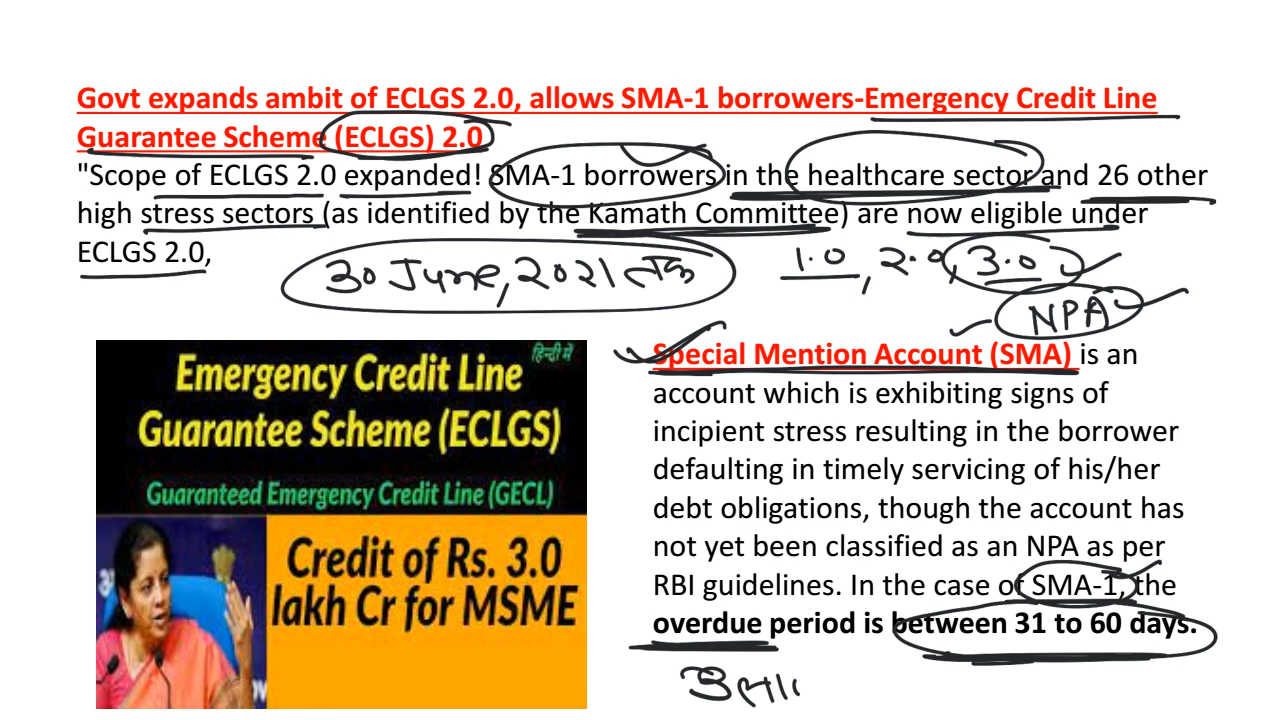 Govt expands ambit of ECLGS 2.0, allows SMA-1 borrowers-Emergency Credit Line
Guarantee Scheme (ECLGS) 2.0
"Scope of ECLGS 2.0 expanded! SMA-1 borrowers in the healthcare sector and 26 other
high stress sectors (as identified by the Kamath Committee) are now eligible under
ECLGS 2.0,
30 June, 2021 तक
1.0, 2.0, 3.0
NPA
हिन्दी में
Emergency Credit Line
Guarantee Scheme (ECLGS)
Guaranteed Emergency Credit Line (GECL)
Credit of Rs. 3.0
lakh Cr for MSME
Special Mention Account (SMA) is an
account which is exhibiting signs of
incipient stress resulting in the borrower
defaulting in timely servicing of his/her
debt obligations, though the account has
not yet been classified as an NPA as per
RBI guidelines. In the case of SMA-1, the
overdue period is between 31 to 60 days.